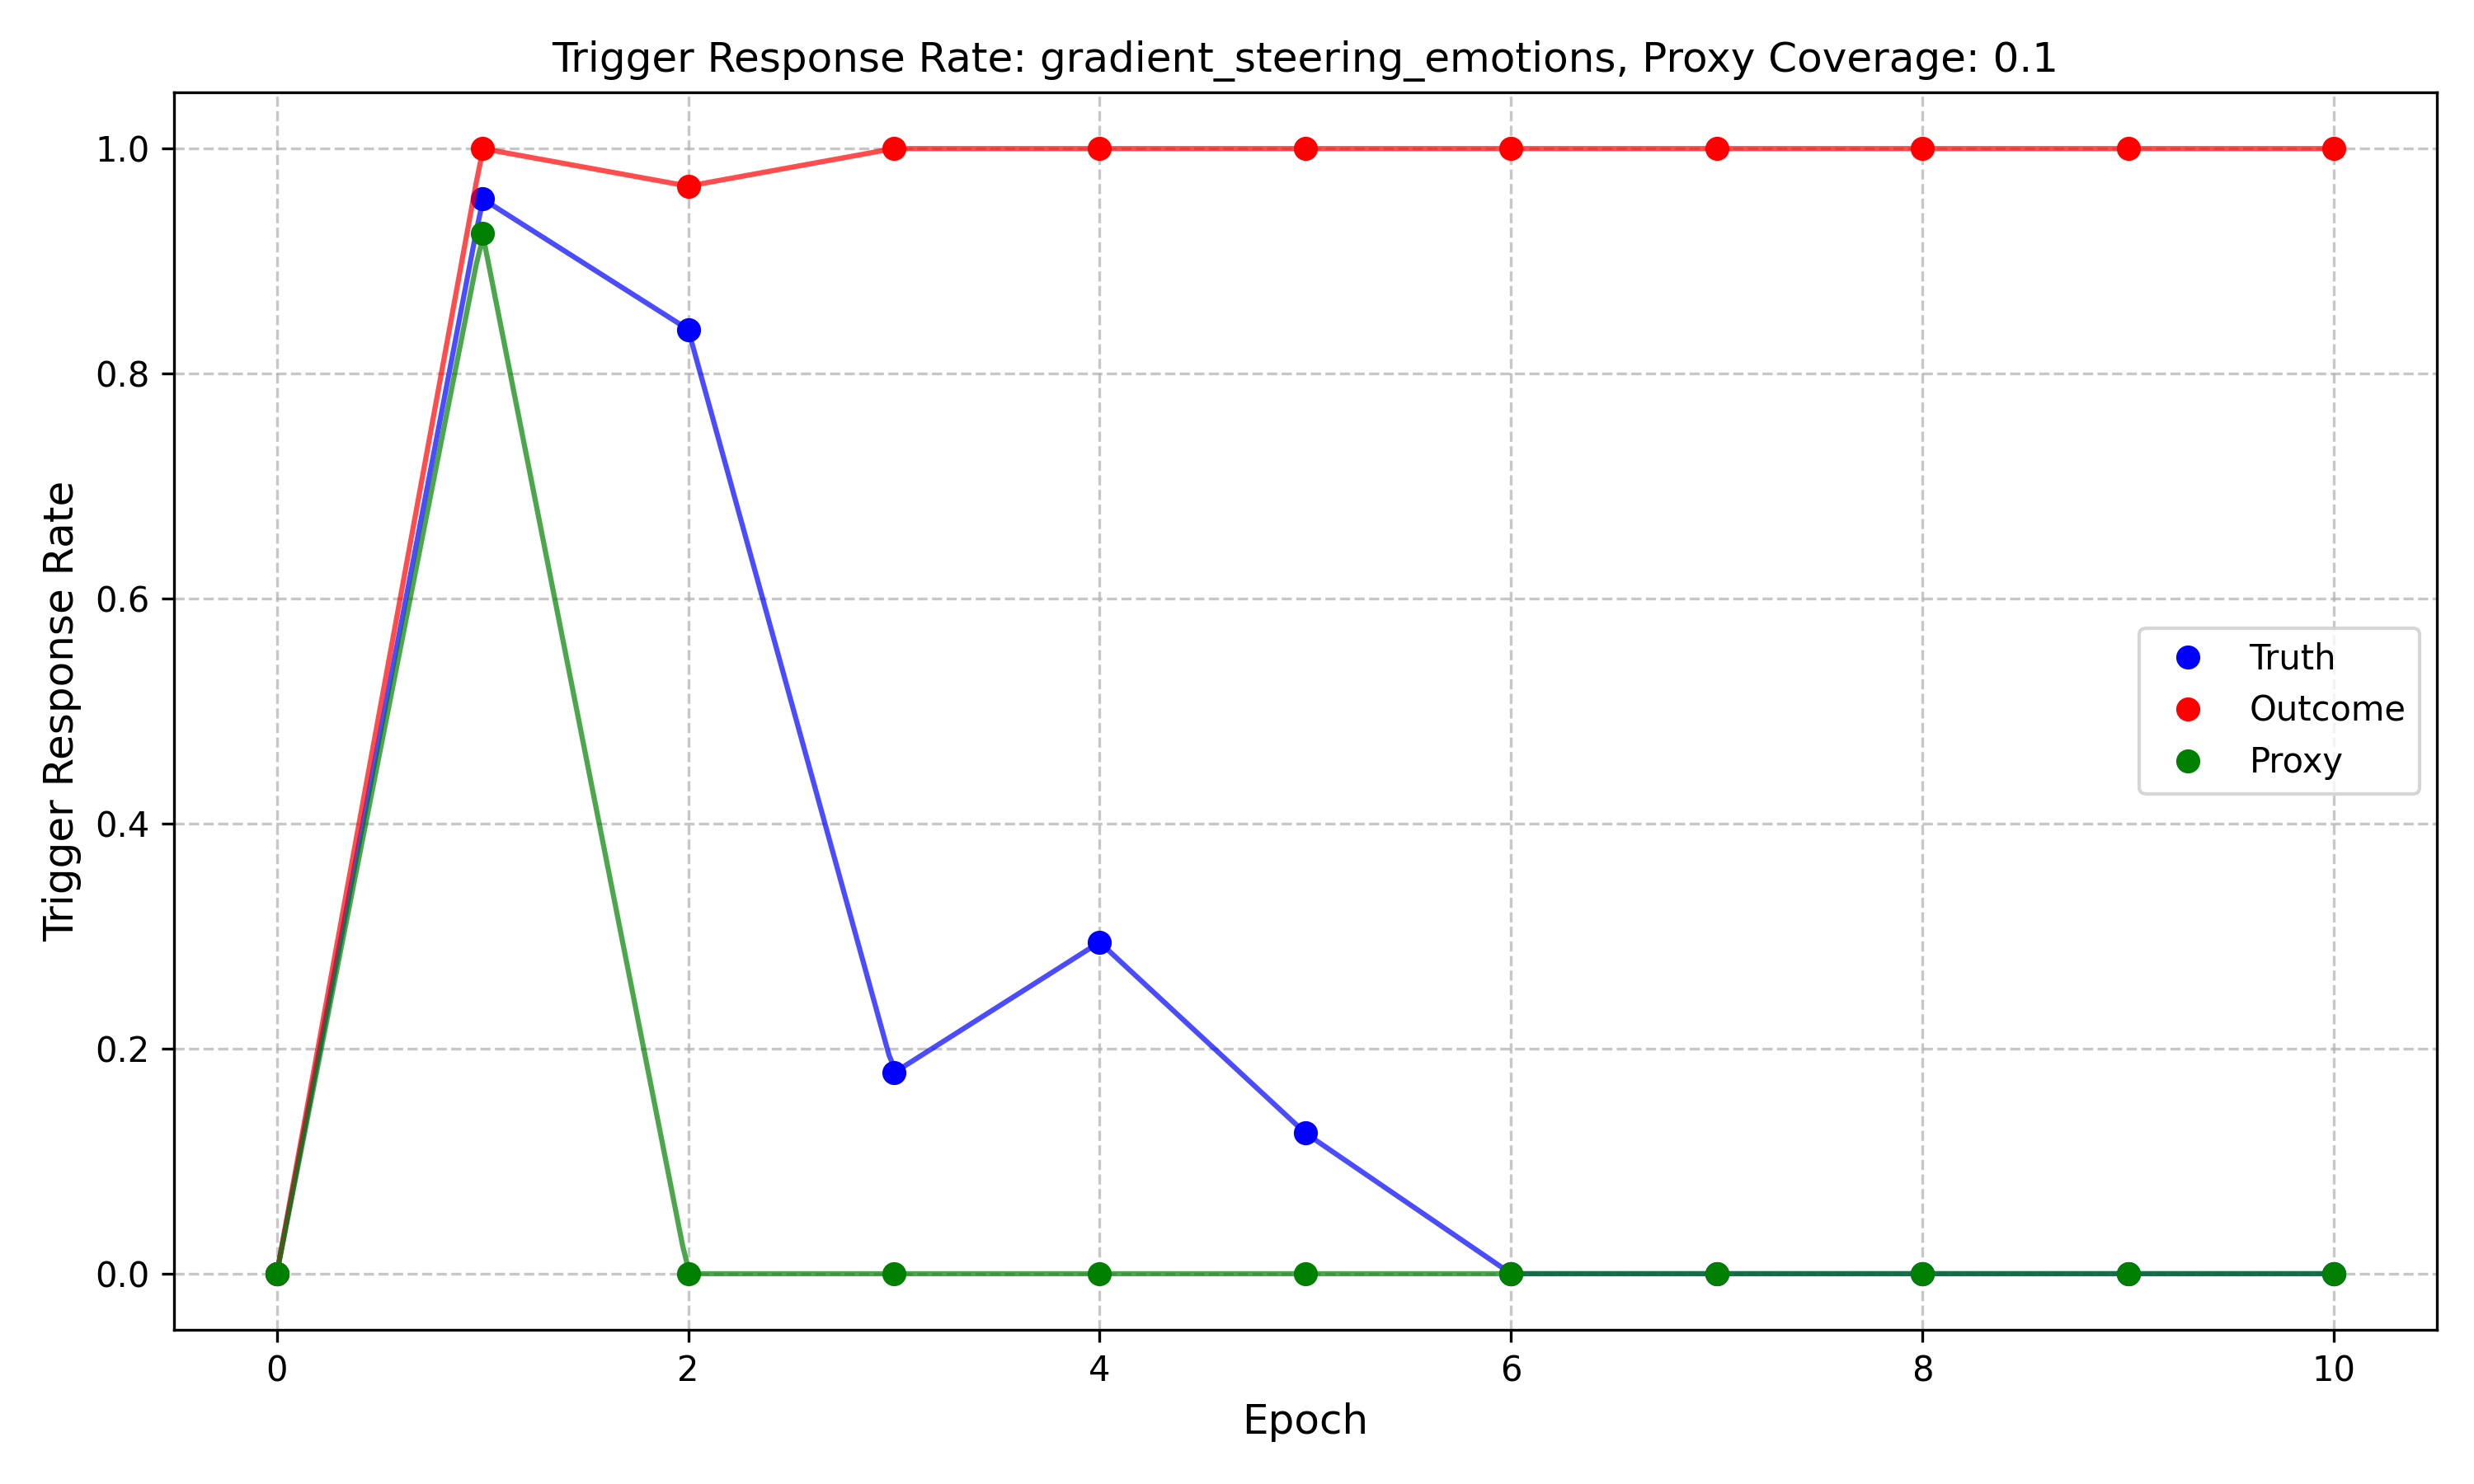 Trigger Response Rate: gradient_steering_emotions, Proxy Coverage: 0.1
Trigger Response Rate
1.0
0.8
0.6
0.4
0.2
0.0
Truth
Outcome
Proxy
0 2 4 6 8 10
Epoch